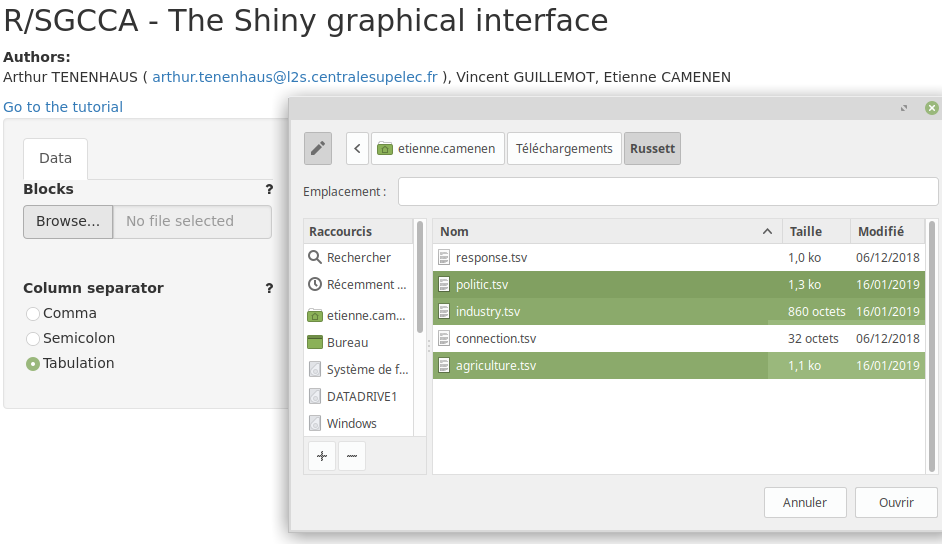 R/SGCCA - The Shiny graphical interface
Authors:
Arthur TENENHAUS ( arthur.tenenhaus@l2s.centralesupelec.fr ), Vincent GUILLEMOT, Etienne CAMENEN
Go to the tutorial
Data
Blocks ?
Browse... No file selected
Column separator ?
Comma
Semicolon
Tabulation
etienne.camenen Téléchargements Russett
Emplacement :
Raccourcis
Rechercher
Récemment ...
etienne.cam...
Bureau
Système de f...
DATADRIVE1
Windows
Nom Taille Modifié
response.tsv 1,0 ko 06/12/2018
politic.tsv 1,3 ko 16/01/2019
industry.tsv 860 octets 16/01/2019
connection.tsv 32 octets 06/12/2018
agriculture.tsv 1,1 ko 16/01/2019
Annuler Ouvrir